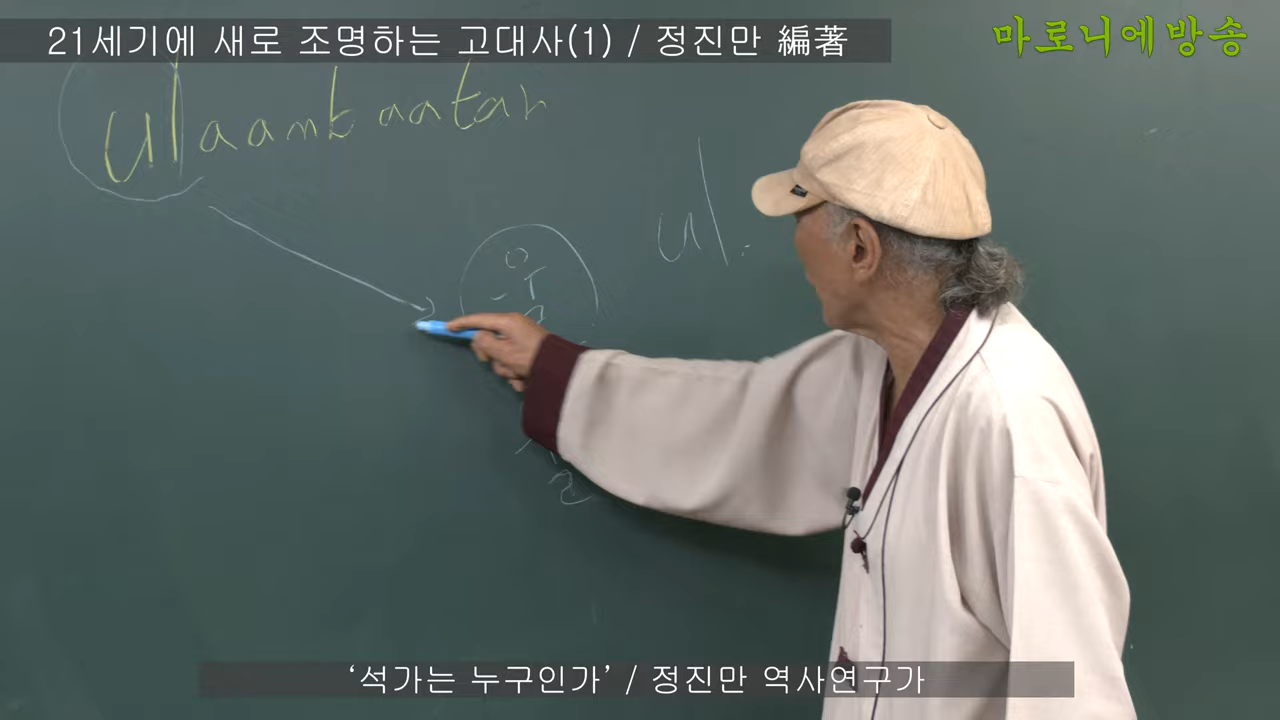 21세기에 새로 조명하는 고대사(1) / 정진만 編著
마로니에방송
ulaambaatar
ul.
‘석가는 누구인가’ / 정진만 역사연구가